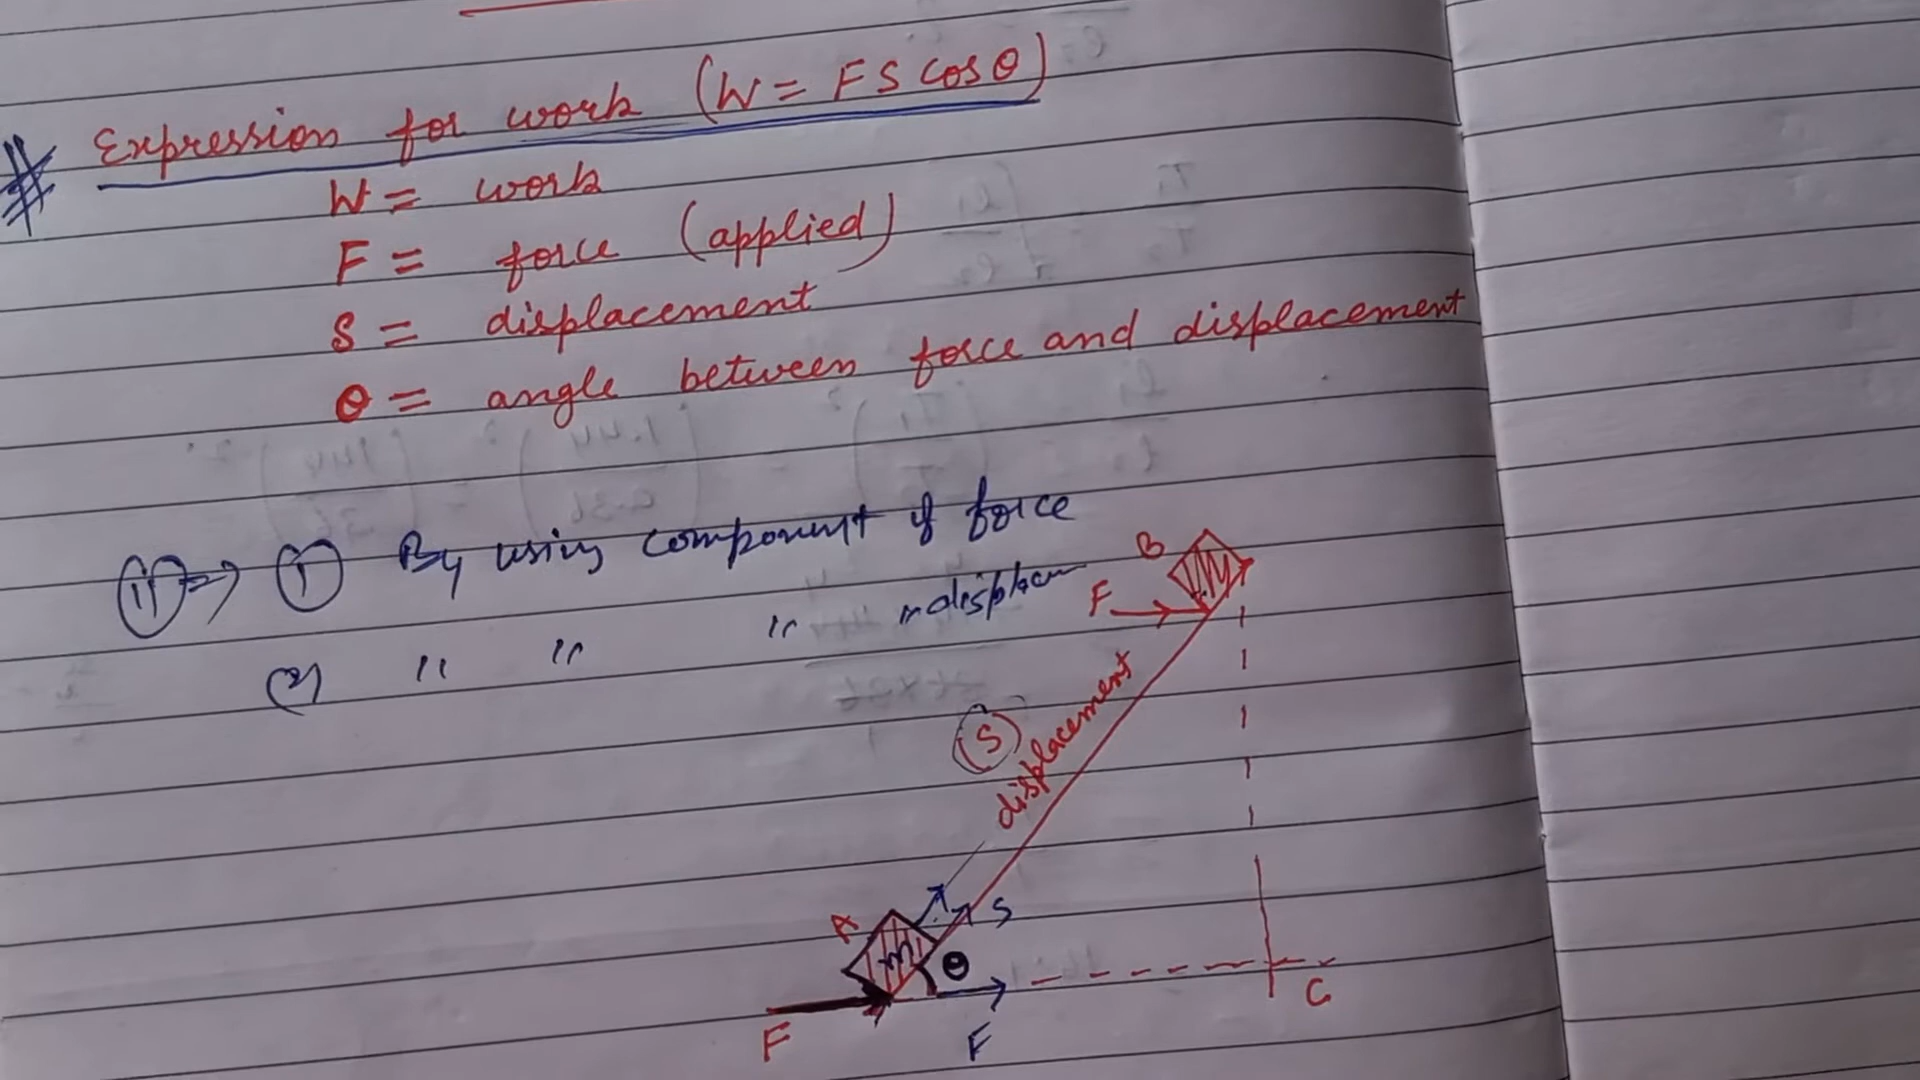 # Expression for work (W = FS cosθ)
W = work
F = force (applied)
S = displacement
θ = angle between force and displacement
(ii) => (1) By using component of force
(2) " " " " displacem
B
m
F
(S)
displacement
A
m
S
θ
F
F
C